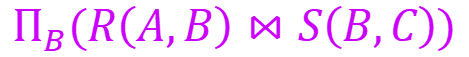 Π_B(R(A, B) ⋈ S(B, C))